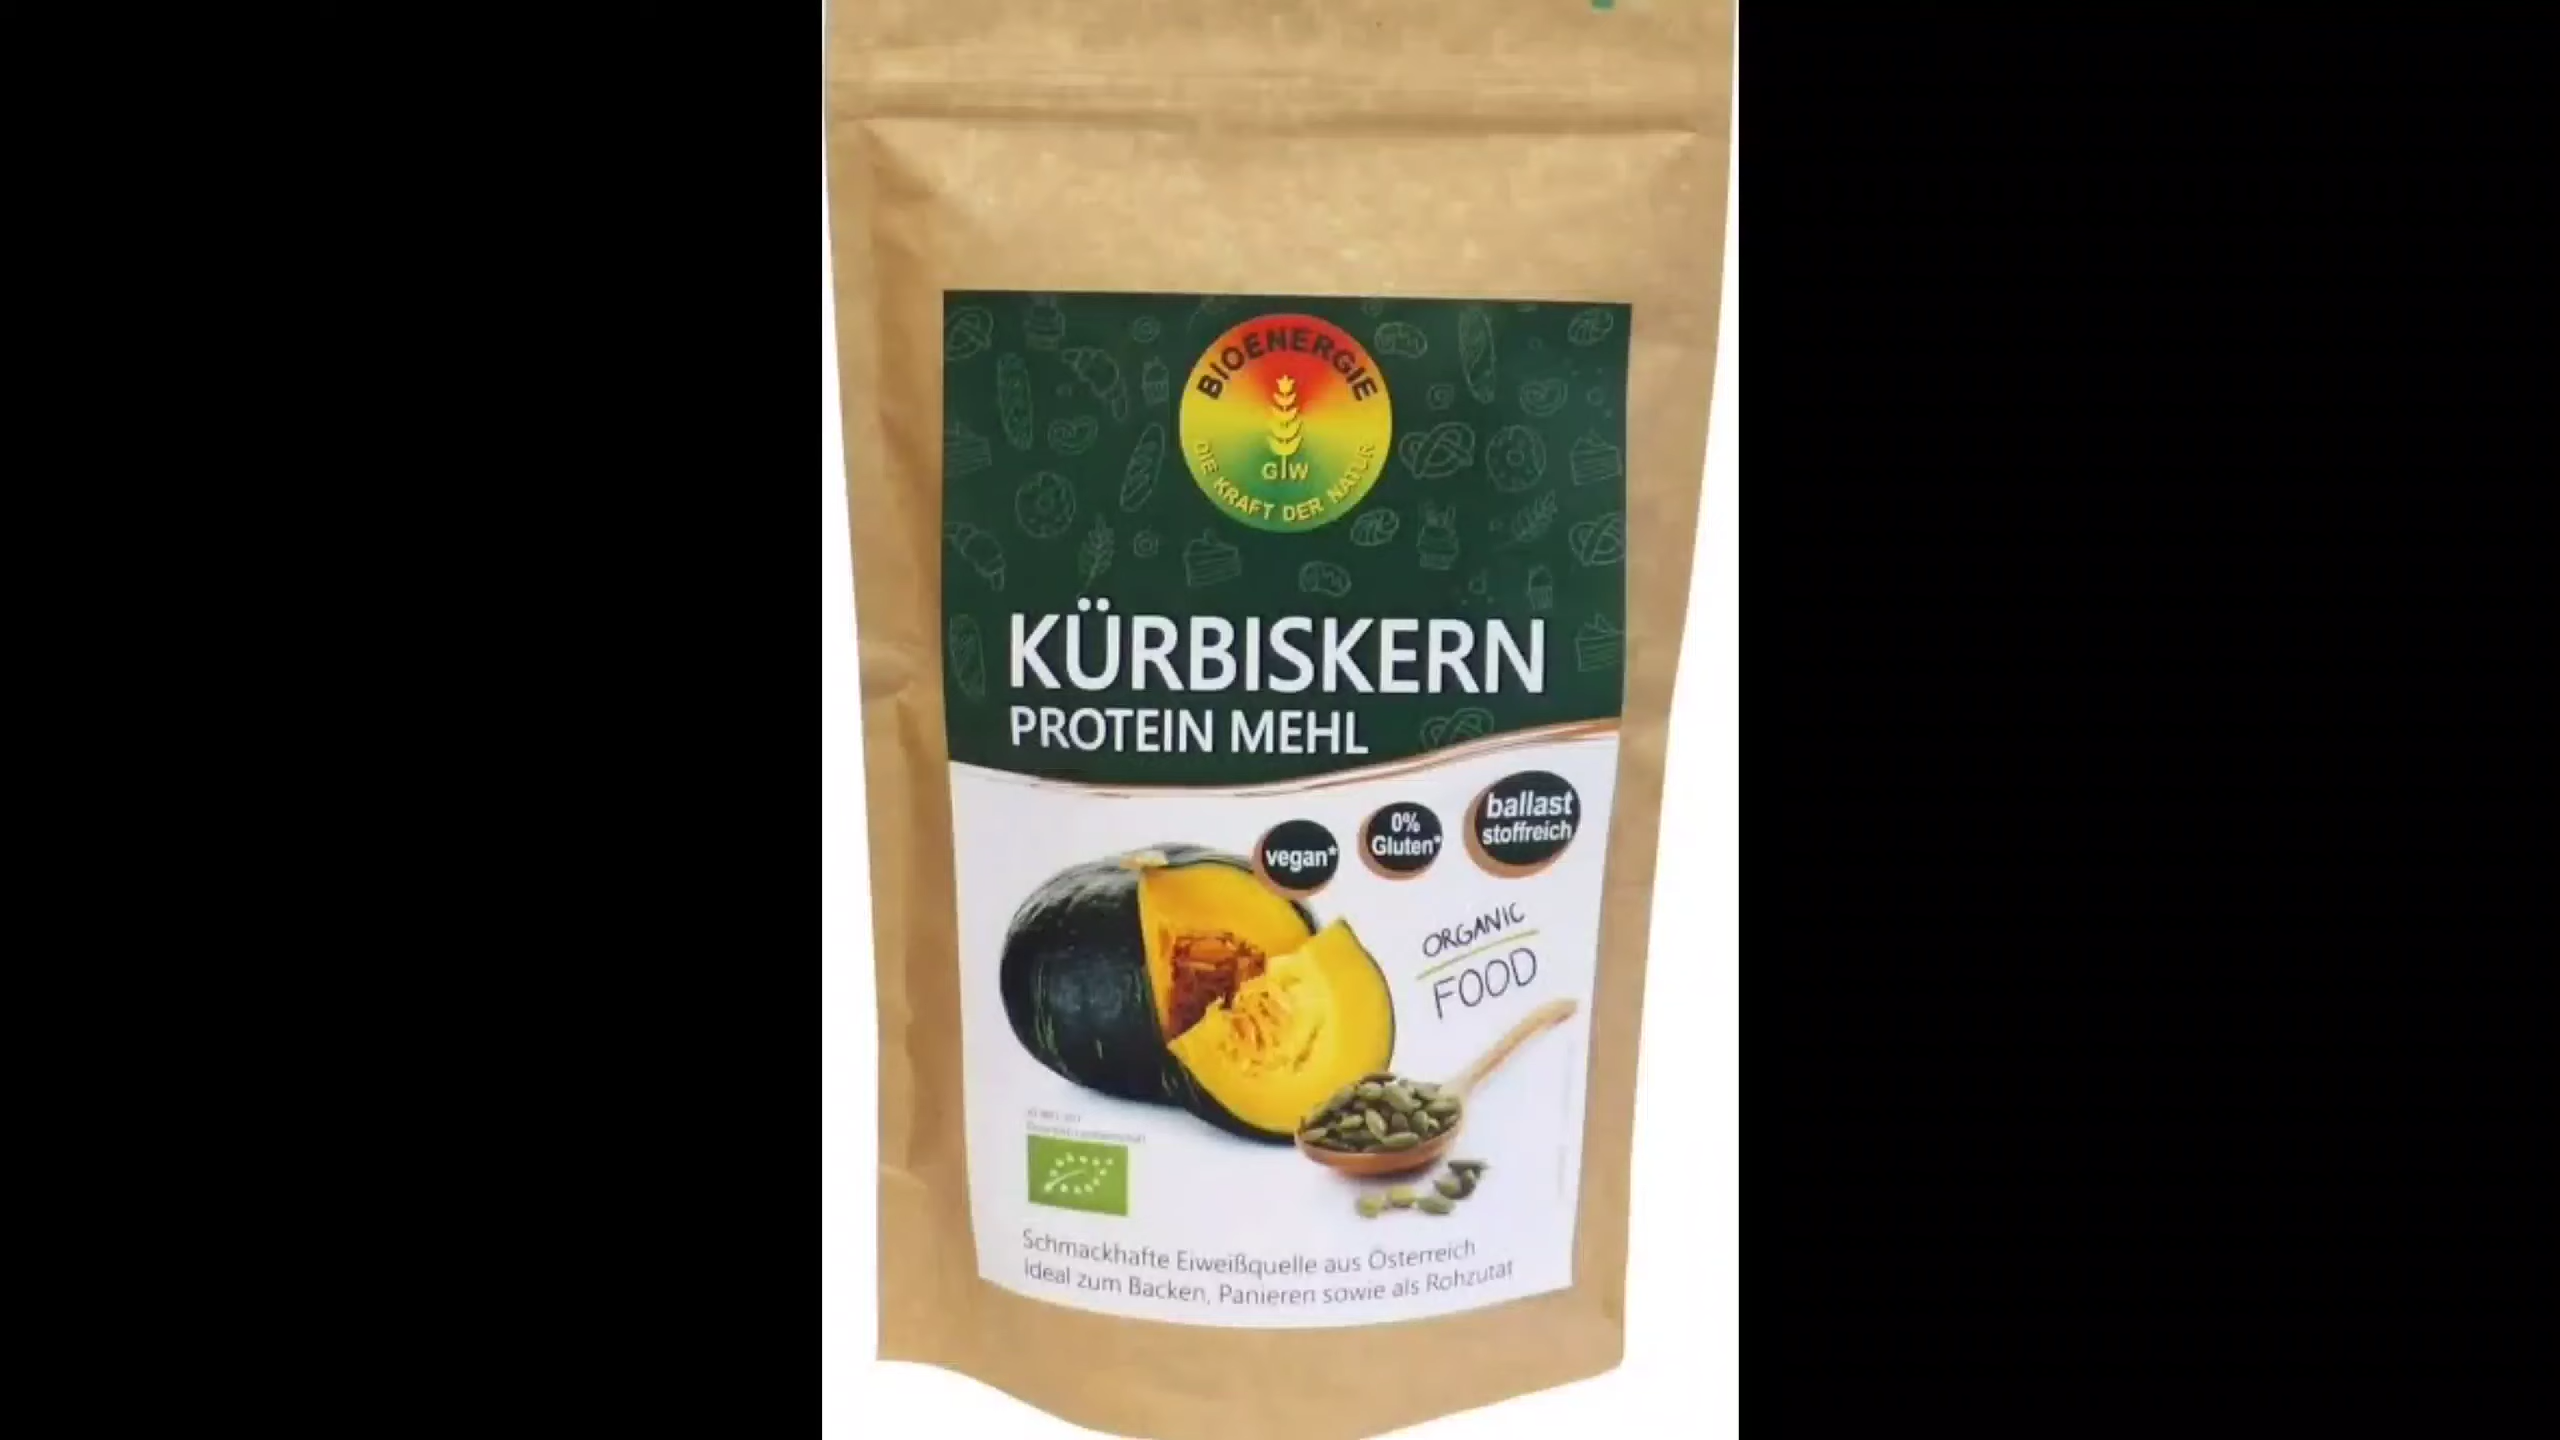 BIOENERGIE
GW
DIE KRAFT DER NATUR
KÜRBISKERN
PROTEIN MEHL
vegan*
0%
Gluten*
ballast
stoffreich
ORGANIC
FOOD
Schmackhafte Eiweißquelle aus Österreich
Ideal zum Backen, Panieren sowie als Rohzutat